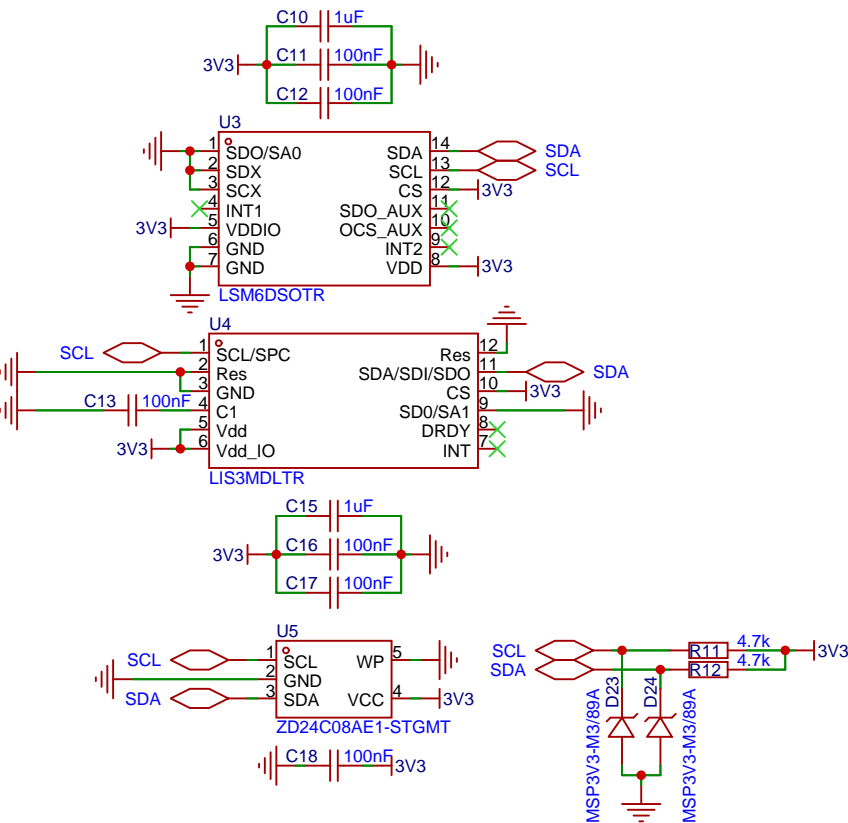 C10 1uF
3V3 C11 100nF
C12 100nF
U3
1 SDO/SA0 SDA 14 SDA
2 SDX SCL 13 SCL
3 SCX CS 12 3V3
4 INT1 SDO_AUX 11
3V3 5 VDDIO OCS_AUX 10
6 GND INT2 9
7 GND VDD 8 3V3
LSM6DSOTR
U4
SCL 1 SCL/SPC Res 12
2 Res SDA/SDI/SDO 11 SDA
3 GND CS 10 3V3
C13 100nF 4 C1 SD0/SA1 9
5 Vdd DRDY 8
3V3 6 Vdd_IO INT 7
LIS3MDLTR
C15 1uF
3V3 C16 100nF
C17 100nF
U5
SCL 1 SCL WP 5
2 GND
SDA 3 SDA VCC 4 3V3
ZD24C08AE1-STGMT
C18 100nF 3V3
SCL R11 4.7k 3V3
SDA R12 4.7k
D23 D24
MSP3V3-M3/89A MSP3V3-M3/89A